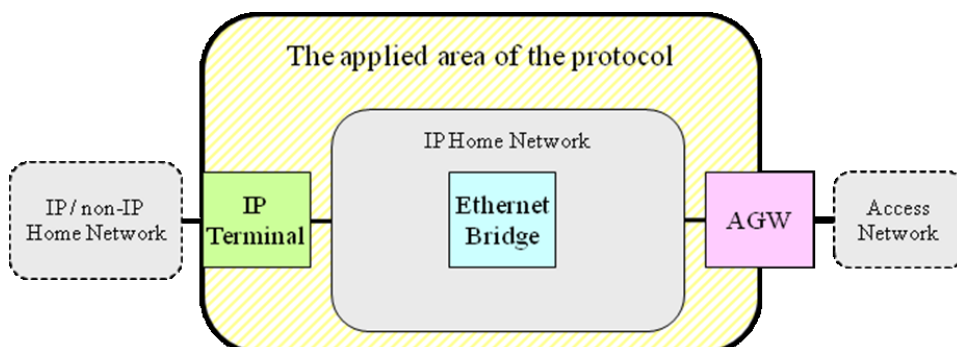 The applied area of the protocol
IP Home Network
IP / non-IP
Home Network
IP
Terminal
Ethernet
Bridge
AGW
Access
Network